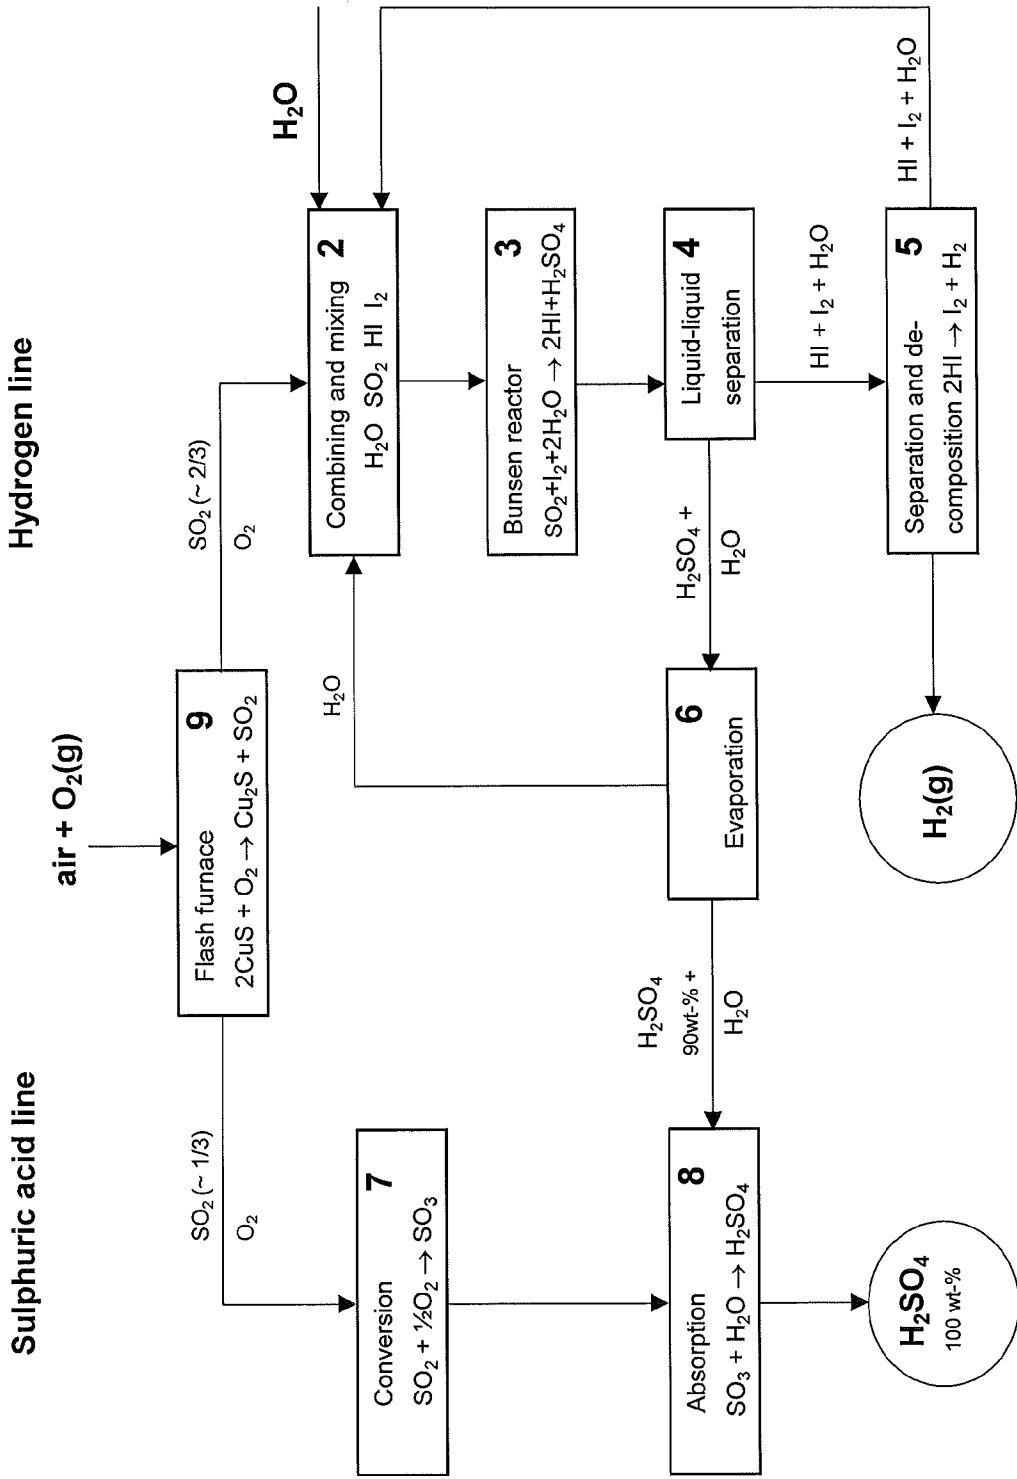 Sulphuric acid line
Hydrogen line
air + O₂(g)
H₂O
Flash furnace 9
2CuS + O₂ → Cu₂S + SO₂
SO₂ (~ 1/3)
O₂
SO₂ (~ 2/3)
O₂
Combining and mixing 2
H₂O SO₂ HI I₂
H₂O
Conversion 7
SO₂ + ½O₂ → SO₃
Bunsen reactor 3
SO₂+I₂+2H₂O → 2HI+H₂SO₄
Liquid-liquid 4
separation
H₂SO₄ +
H₂O
Evaporation 6
H₂SO₄
90wt-% +
H₂O
Absorption 8
SO₃ + H₂O → H₂SO₄
HI + I₂ + H₂O
Separation and de- 5
composition 2HI → I₂ + H₂
HI + I₂ + H₂O
H₂SO₄
100 wt-%
H₂(g)